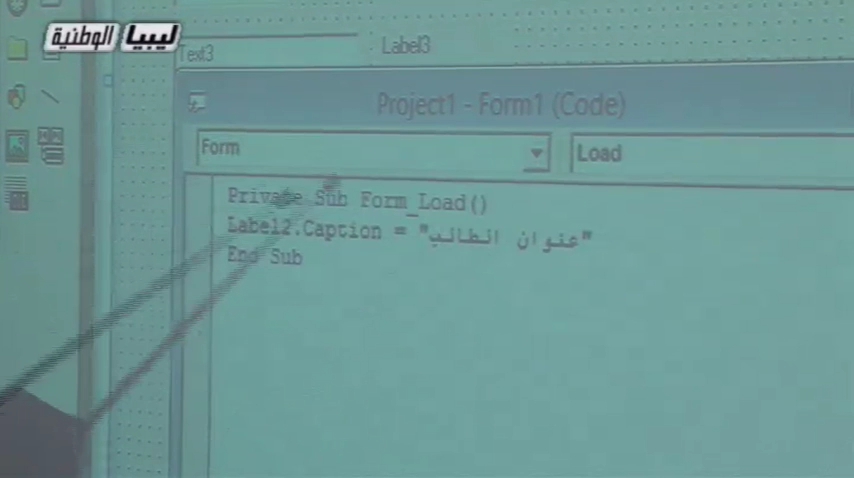 ليبيا الوطنية
Text3
Label3
Project1 - Form1 (Code)
Form
Load
Private Sub Form_Load()
Label2.Caption = "عنوان الطالب"
End Sub